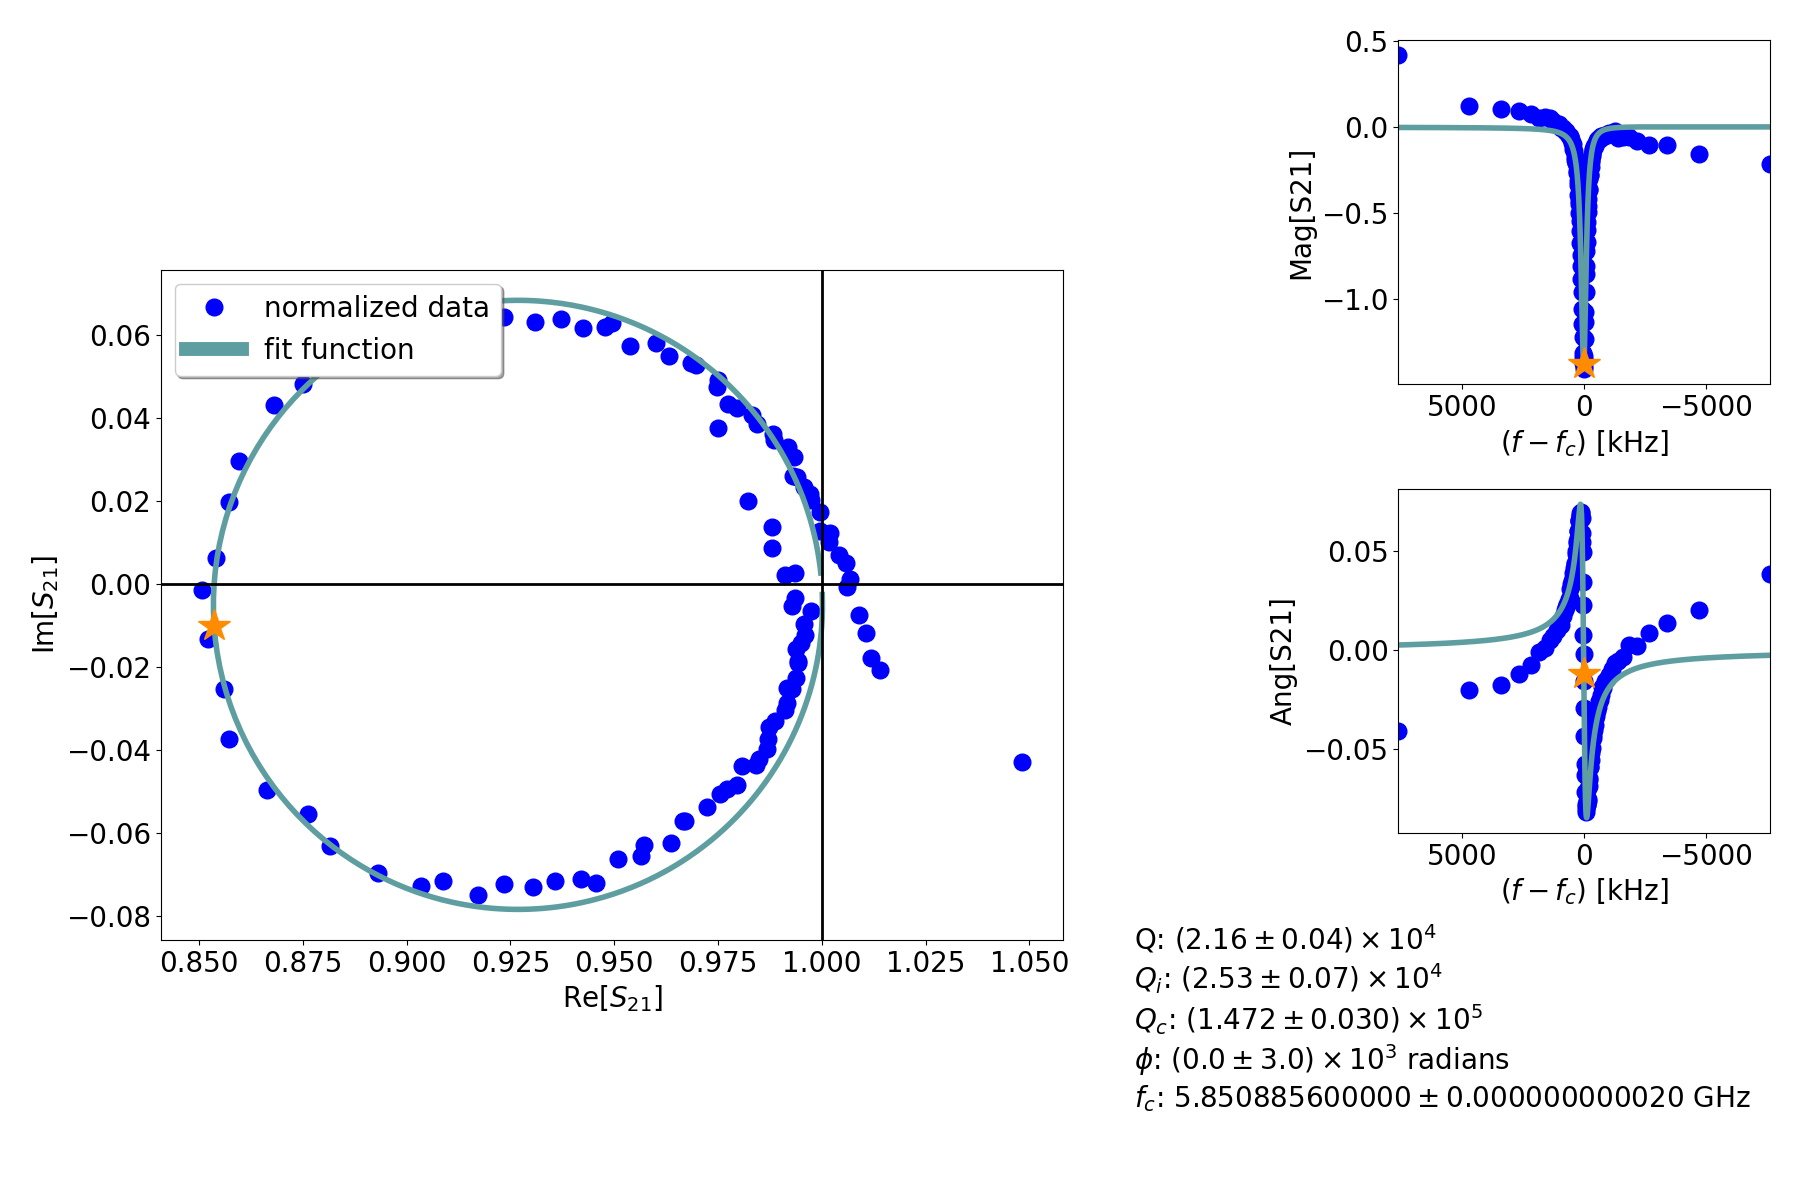 normalized data
fit function
0.06
0.04
0.02
0.00
−0.02
−0.04
−0.06
−0.08
Im[S21]
0.850 0.875 0.900 0.925 0.950 0.975 1.000 1.025 1.050
Re[S21]
0.5
0.0
−0.5
−1.0
Mag[S21]
5000 0 −5000
(f − fc) [kHz]
0.05
0.00
−0.05
Ang[S21]
5000 0 −5000
(f − fc) [kHz]
Q: (2.16 ± 0.04) × 10^4
Qi: (2.53 ± 0.07) × 10^4
Qc: (1.472 ± 0.030) × 10^5
ϕ: (0.0 ± 3.0) × 10^3 radians
fc: 5.850885600000 ± 0.000000000020 GHz